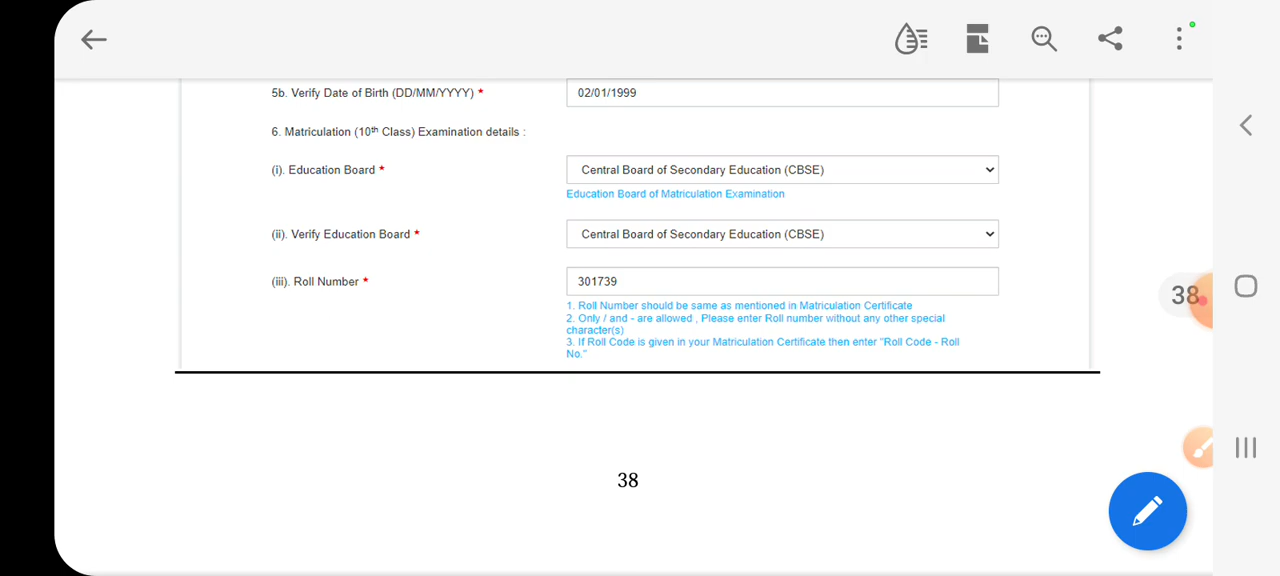 5b. Verify Date of Birth (DD/MM/YYYY) *
02/01/1999
6. Matriculation (10th Class) Examination details :
(i). Education Board *
Central Board of Secondary Education (CBSE)
Education Board of Matriculation Examination
(ii). Verify Education Board *
Central Board of Secondary Education (CBSE)
(iii). Roll Number *
301739
1. Roll Number should be same as mentioned in Matriculation Certificate
2. Only / and - are allowed , Please enter Roll number without any other special
character(s)
3. If Roll Code is given in your Matriculation Certificate then enter "Roll Code - Roll
No."
38
38